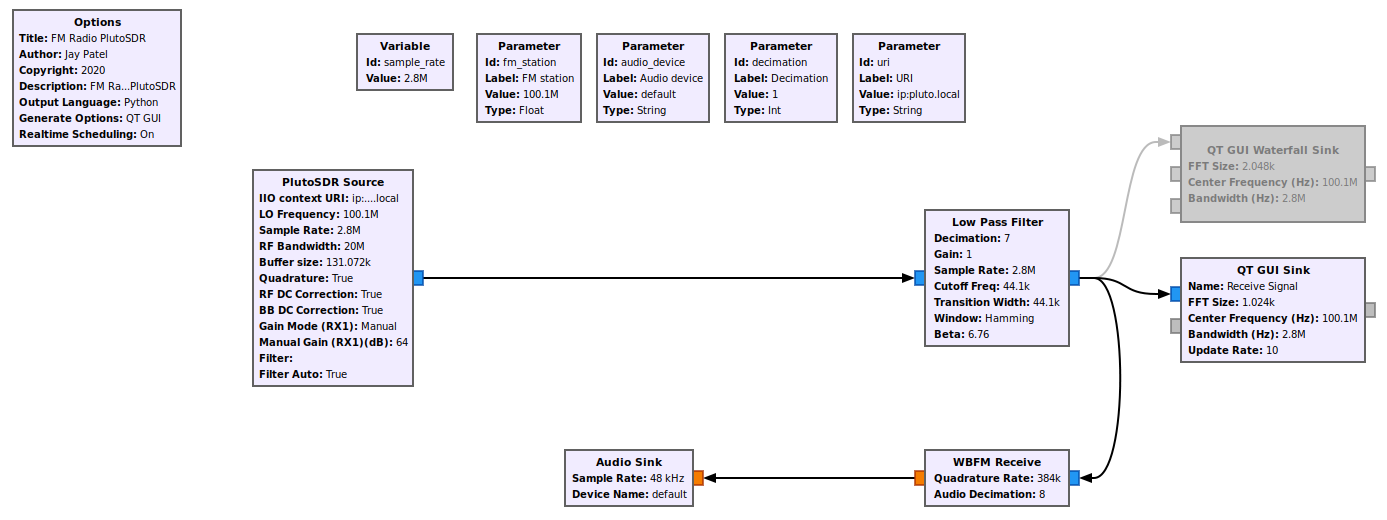 Options
Title: FM Radio PlutoSDR
Author: Jay Patel
Copyright: 2020
Description: FM Ra...PlutoSDR
Output Language: Python
Generate Options: QT GUI
Realtime Scheduling: On
Variable
Id: sample_rate
Value: 2.8M
Parameter
Id: fm_station
Label: FM station
Value: 100.1M
Type: Float
Parameter
Id: audio_device
Label: Audio device
Value: default
Type: String
Parameter
Id: decimation
Label: Decimation
Value: 1
Type: Int
Parameter
Id: uri
Label: URI
Value: ip:pluto.local
Type: String
PlutoSDR Source
IIO context URI: ip:....local
LO Frequency: 100.1M
Sample Rate: 2.8M
RF Bandwidth: 20M
Buffer size: 131.072k
Quadrature: True
RF DC Correction: True
BB DC Correction: True
Gain Mode (RX1): Manual
Manual Gain (RX1)(dB): 64
Filter:
Filter Auto: True
Low Pass Filter
Decimation: 7
Gain: 1
Sample Rate: 2.8M
Cutoff Freq: 44.1k
Transition Width: 44.1k
Window: Hamming
Beta: 6.76
QT GUI Waterfall Sink
FFT Size: 2.048k
Center Frequency (Hz): 100.1M
Bandwidth (Hz): 2.8M
QT GUI Sink
Name: Receive Signal
FFT Size: 1.024k
Center Frequency (Hz): 100.1M
Bandwidth (Hz): 2.8M
Update Rate: 10
Audio Sink
Sample Rate: 48 kHz
Device Name: default
WBFM Receive
Quadrature Rate: 384k
Audio Decimation: 8